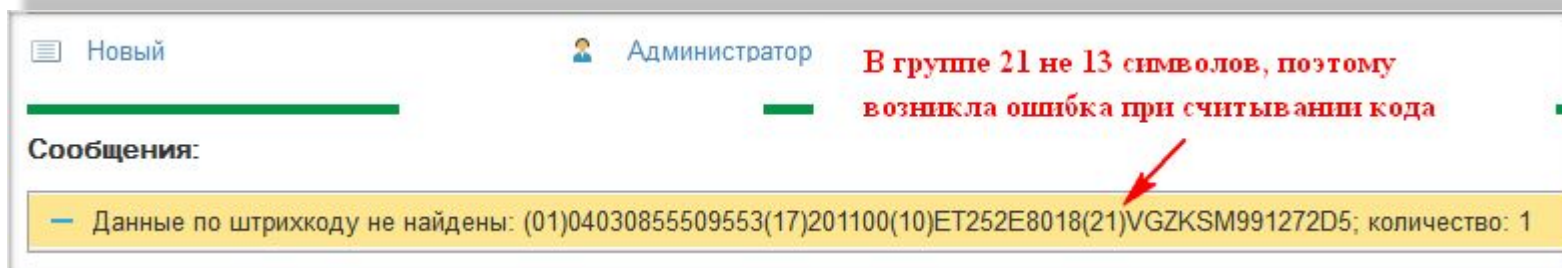 Новый
Администратор
В группе 21 не 13 символов, поэтому
возникла ошибка при считывании кода
Сообщения:
Данные по штрихкоду не найдены: (01)04030855509553(17)201100(10)ET252E8018(21)VGZKSM991272D5; количество: 1